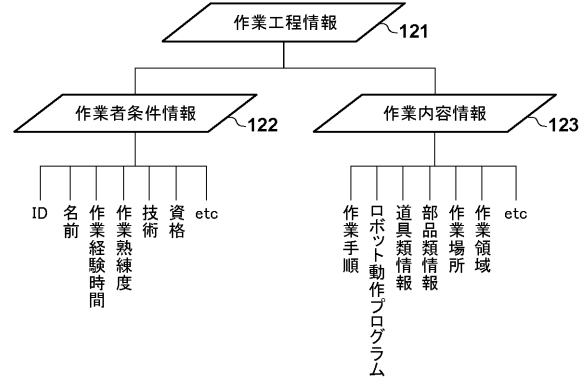 作業工程情報
121
作業者条件情報
122
作業内容情報
123
ID
名前
作業経験時間
作業熟練度
技術
資格
etc
作業手順
ロボット動作プログラム
道具類情報
部品類情報
作業場所
作業領域
etc